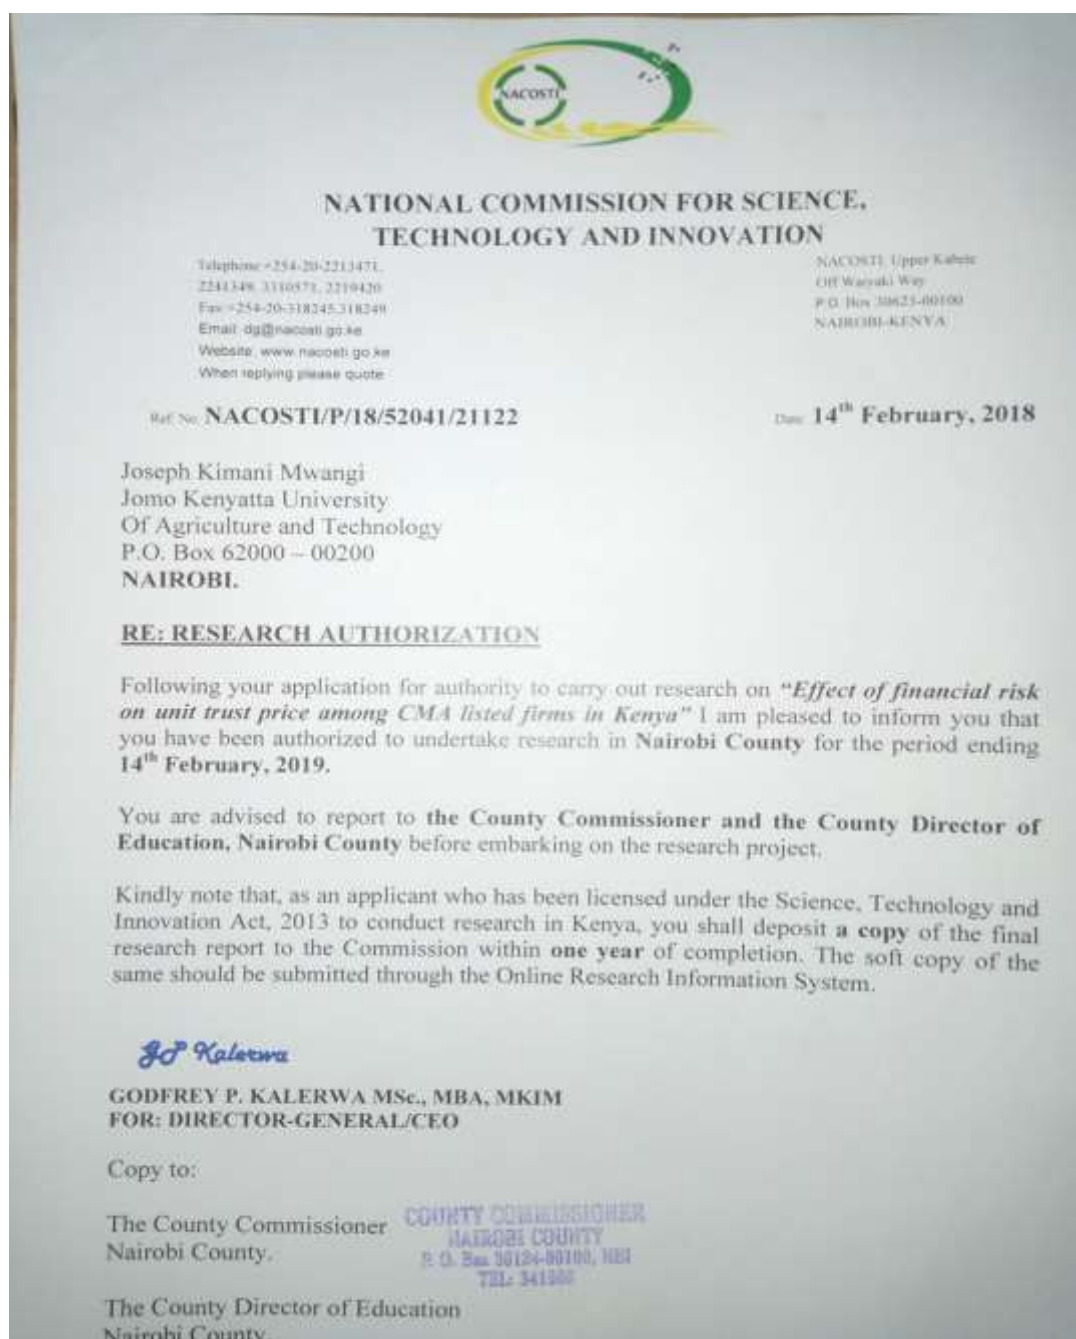 NACOSTI
NATIONAL COMMISSION FOR SCIENCE,
TECHNOLOGY AND INNOVATION
Telephone:+254-20-2213471,
2241349, 3310571, 2219420
Fax:+254-20-318245,318249
Email: dg@nacosti.go.ke
Website: www.nacosti.go.ke
When replying please quote
NACOSTI, Upper Kabete
Off Waiyaki Way
P.O. Box 30623-00100
NAIROBI-KENYA
Ref. No. NACOSTI/P/18/52041/21122
Date: 14th February, 2018
Joseph Kimani Mwangi
Jomo Kenyatta University
Of Agriculture and Technology
P.O. Box 62000 – 00200
NAIROBI.
RE: RESEARCH AUTHORIZATION
Following your application for authority to carry out research on “Effect of financial risk
on unit trust price among CMA listed firms in Kenya” I am pleased to inform you that
you have been authorized to undertake research in Nairobi County for the period ending
14th February, 2019.
You are advised to report to the County Commissioner and the County Director of
Education, Nairobi County before embarking on the research project.
Kindly note that, as an applicant who has been licensed under the Science, Technology and
Innovation Act, 2013 to conduct research in Kenya, you shall deposit a copy of the final
research report to the Commission within one year of completion. The soft copy of the
same should be submitted through the Online Research Information System.
GP Kalerwa
GODFREY P. KALERWA MSc., MBA, MKIM
FOR: DIRECTOR-GENERAL/CEO
Copy to:
The County Commissioner
Nairobi County.
COUNTY COMMISSIONER
NAIROBI COUNTY
P. O. Box 30124-00100, NBI
TEL:
The County Director of Education
Nairobi County.